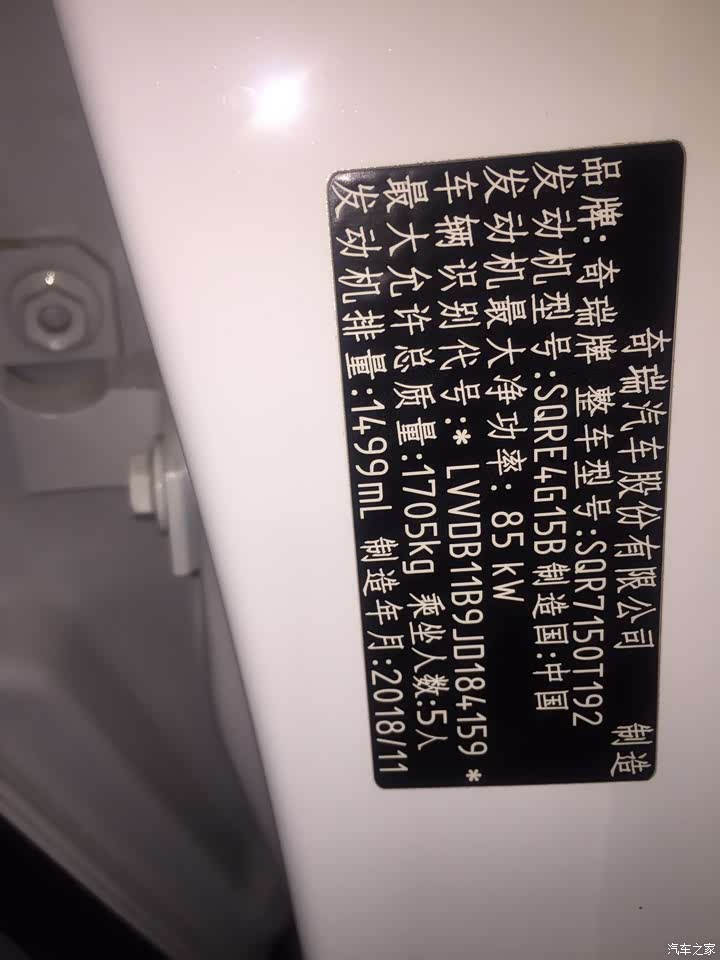 奇瑞汽车股份有限公司 制造
品牌:奇瑞牌 整车型号:SQR7150T192
发动机型号:SQRE4G15B 制造国:中国
发动机最大净功率: 85kW
车辆识别代号:* LVVDB11B9JD184159 *
最大允许总质量:1705kg 乘坐人数:5人
发动机排量:1499mL 制造年月:2018/11
汽车之家